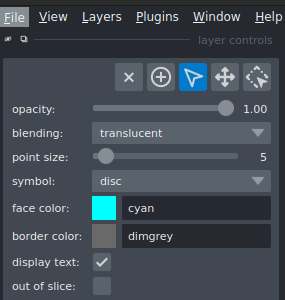 File View Layers Plugins Window Help
layer controls
opacity: 1.00
blending: translucent
point size: 5
symbol: disc
face color: cyan
border color: dimgrey
display text:
out of slice: